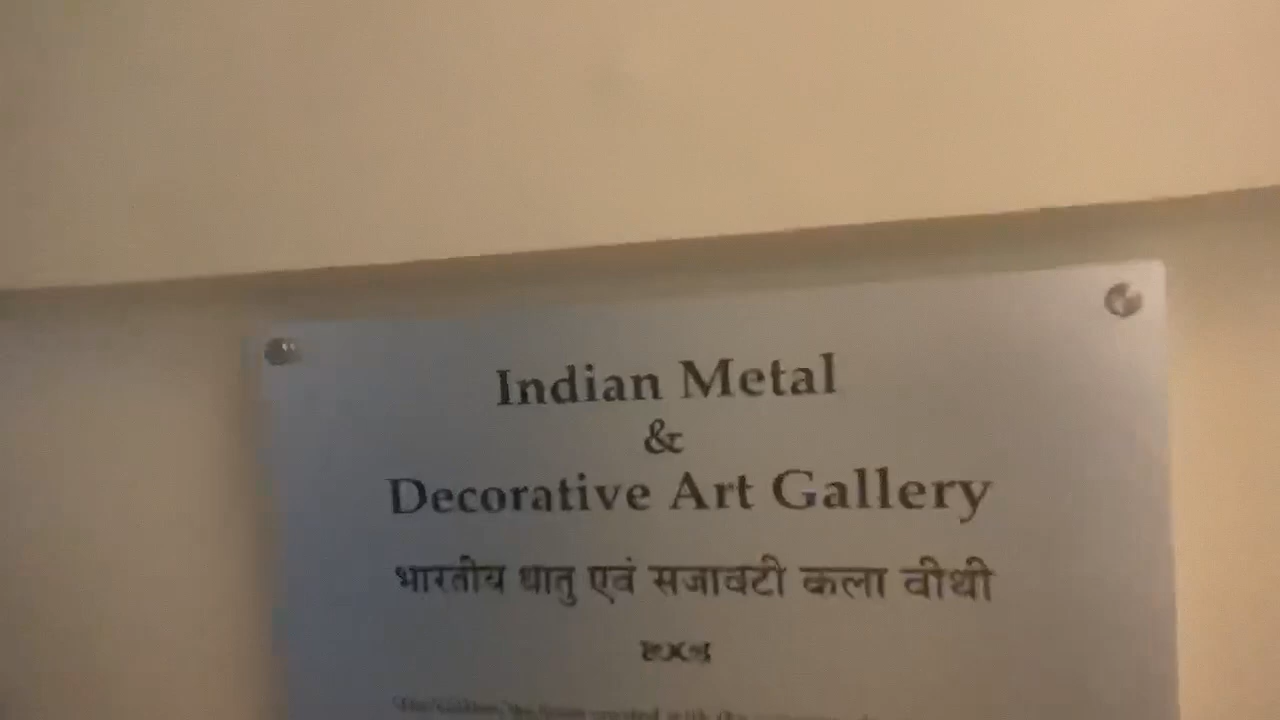 Indian Metal
&
Decorative Art Gallery
भारतीय धातु एवं सजावटी कला वीथी